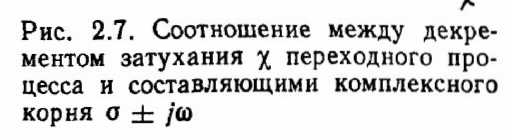 Рис. 2.7. Соотношение между декре-
ментом затухания χ переходного про-
цесса и составляющими комплексного
корня σ ± jω